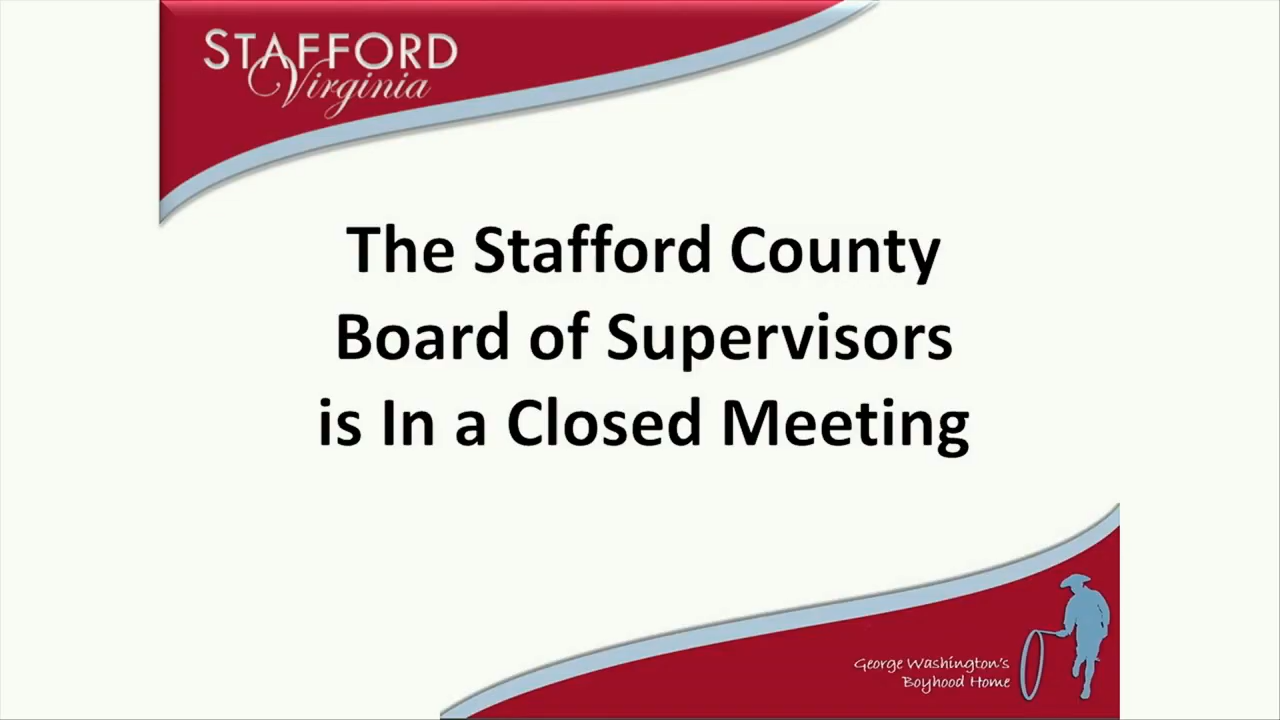 STAFFORD
Virginia
The Stafford County
Board of Supervisors
is In a Closed Meeting
George Washington's
Boyhood Home